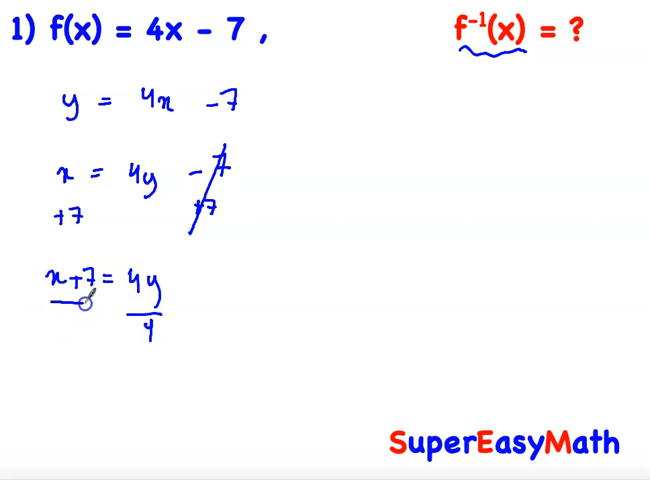 1) f(x) = 4x - 7 , f⁻¹(x) = ?
y = 4x - 7
x = 4y - 7
+7 +7
x + 7 = 4y
4
SuperEasyMath